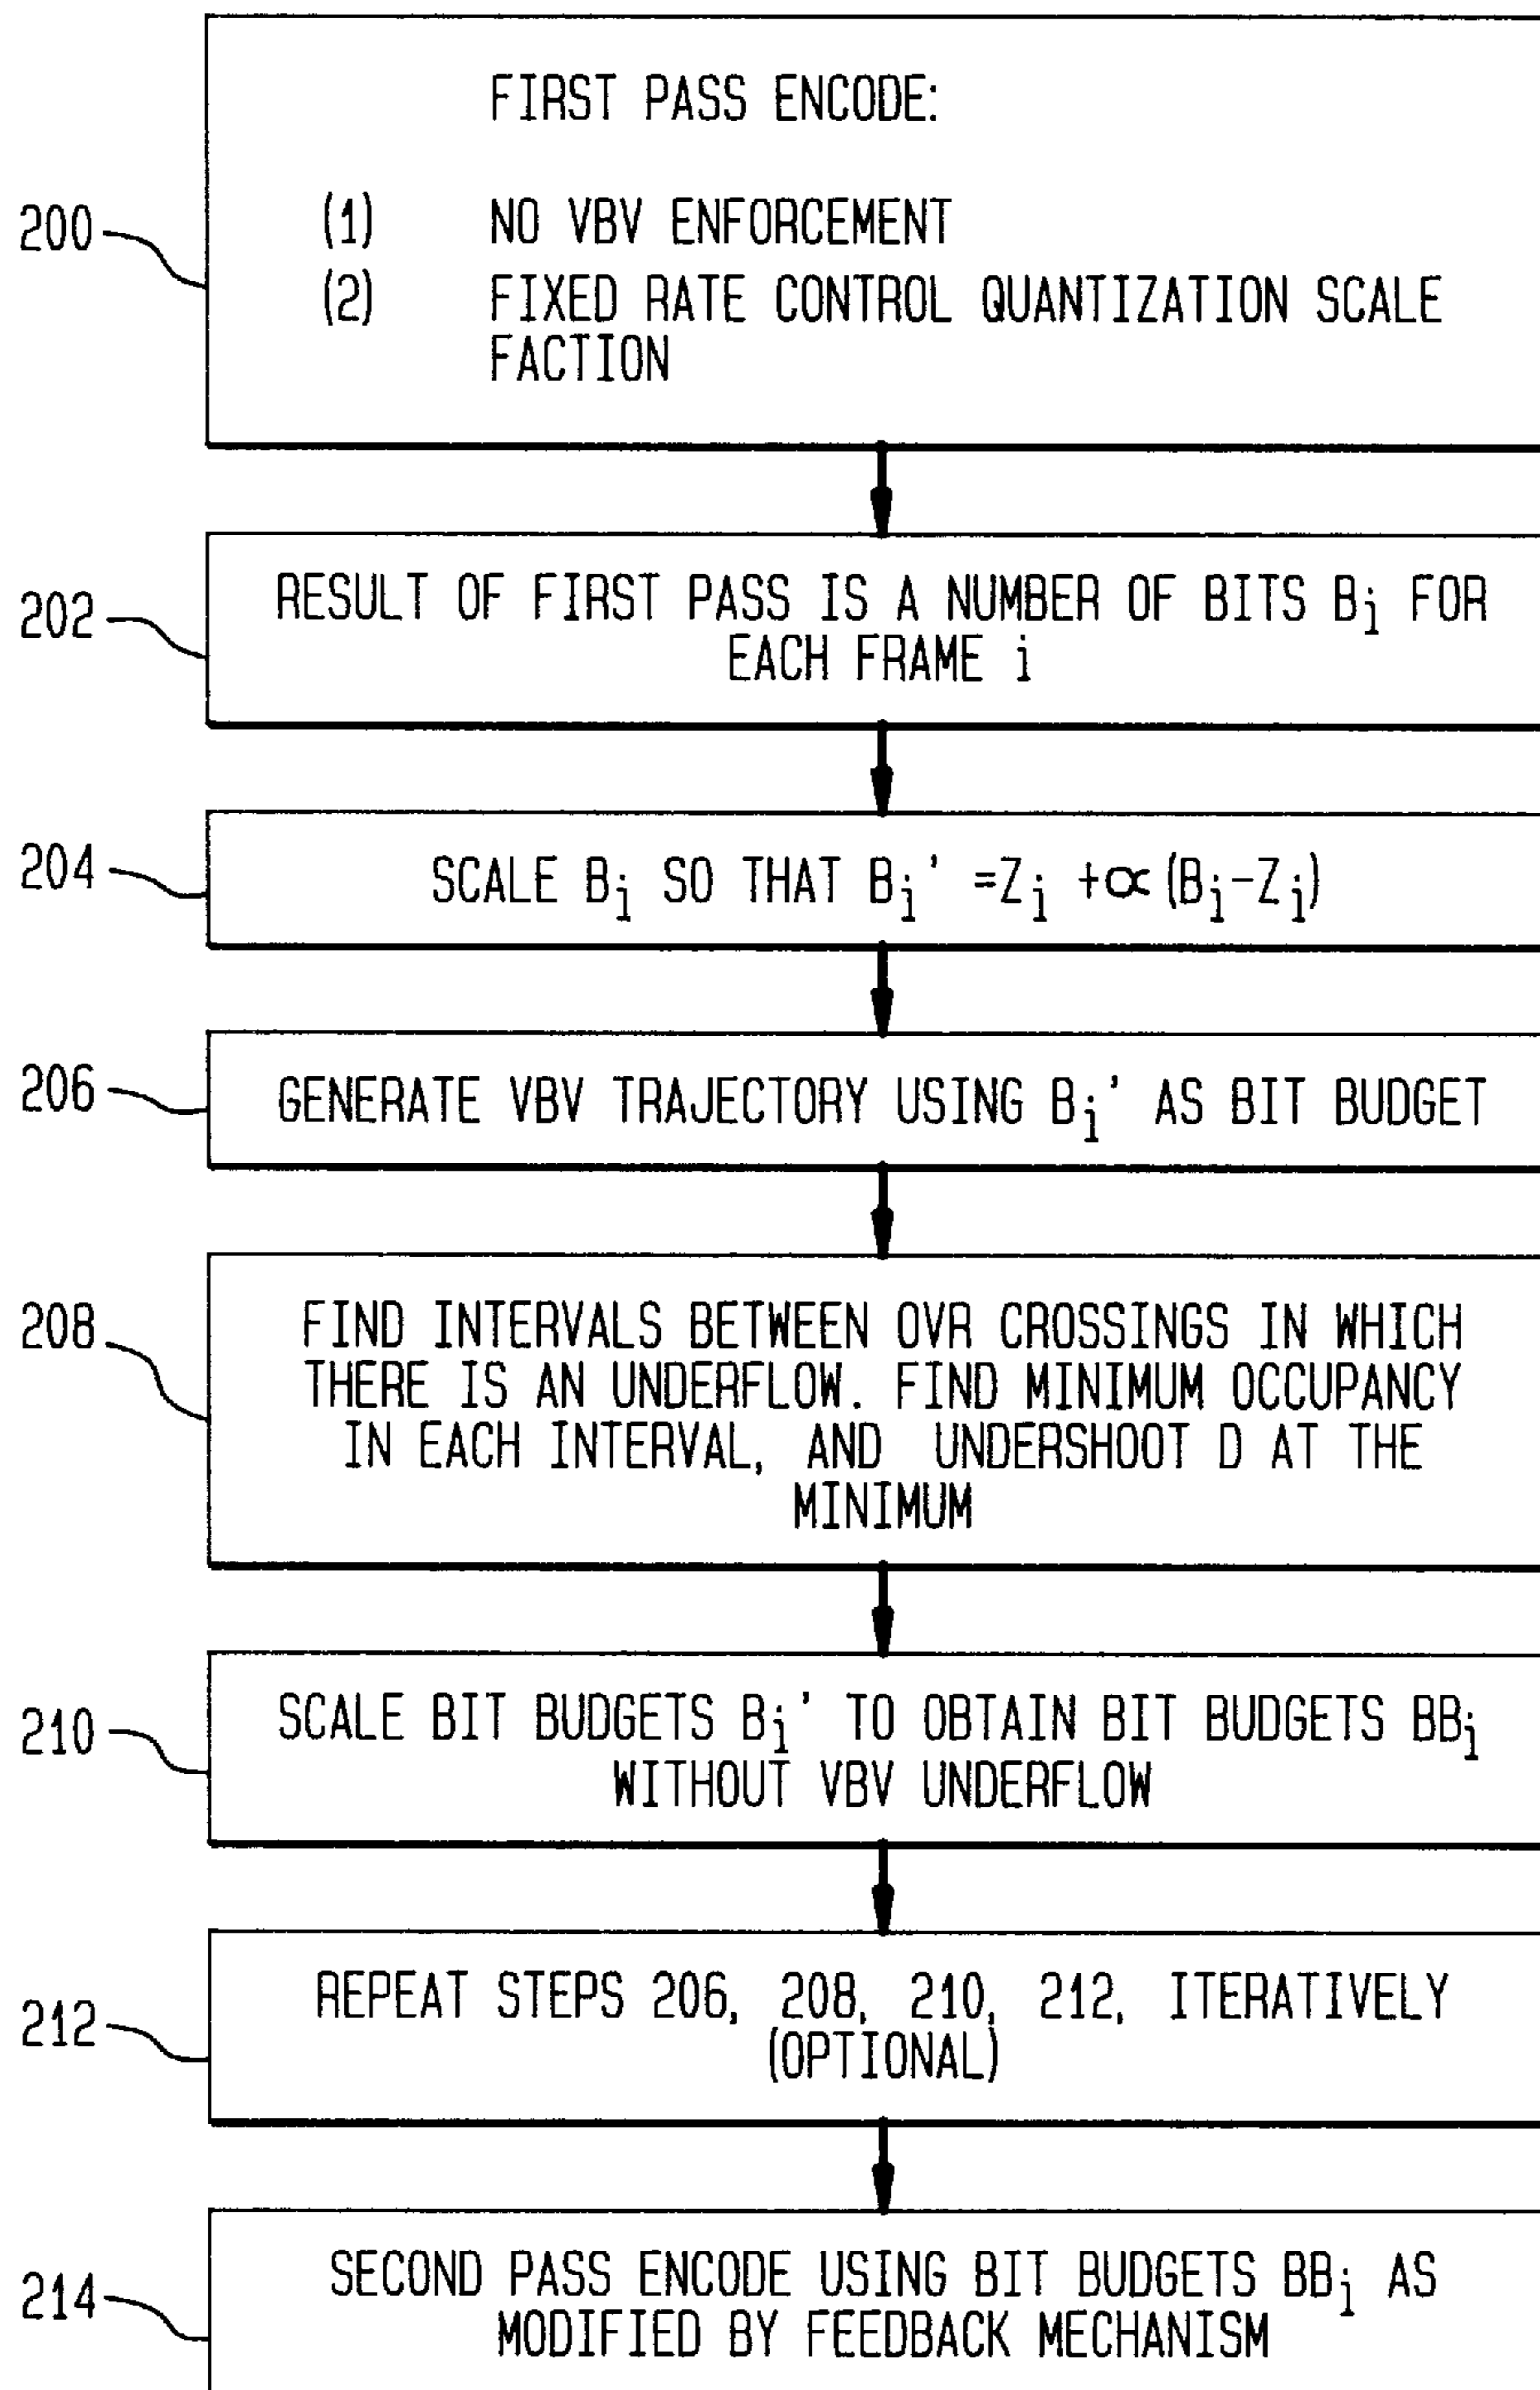 FIRST PASS ENCODE:
200
(1) NO VBV ENFORCEMENT
(2) FIXED RATE CONTROL QUANTIZATION SCALE
FACTION
202
RESULT OF FIRST PASS IS A NUMBER OF BITS Bi FOR
EACH FRAME i
204
SCALE Bi SO THAT Bi' =Zi +∝(Bi-Zi)
206
GENERATE VBV TRAJECTORY USING Bi' AS BIT BUDGET
208
FIND INTERVALS BETWEEN OVR CROSSINGS IN WHICH
THERE IS AN UNDERFLOW. FIND MINIMUM OCCUPANCY
IN EACH INTERVAL, AND UNDERSHOOT D AT THE
MINIMUM
210
SCALE BIT BUDGETS Bi' TO OBTAIN BIT BUDGETS BBi
WITHOUT VBV UNDERFLOW
212
REPEAT STEPS 206, 208, 210, 212, ITERATIVELY
(OPTIONAL)
214
SECOND PASS ENCODE USING BIT BUDGETS BBi AS
MODIFIED BY FEEDBACK MECHANISM